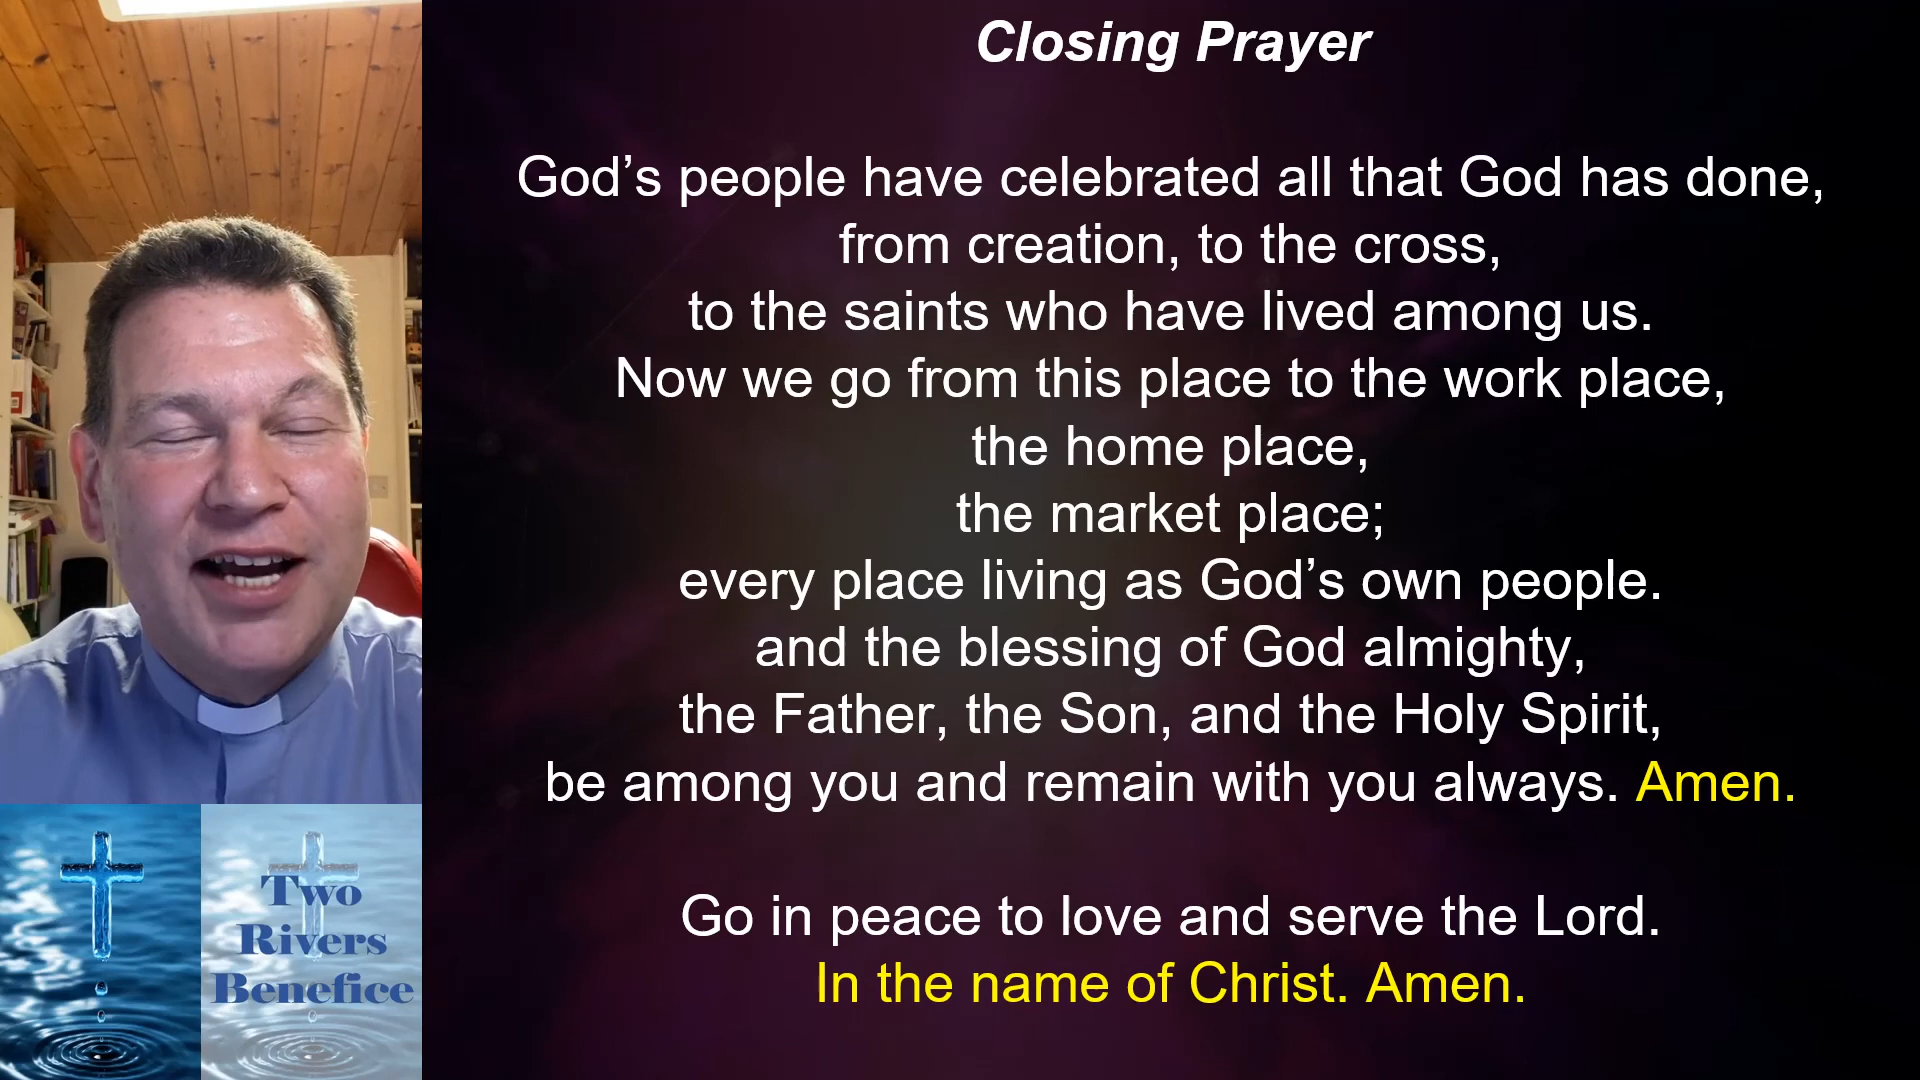 Closing Prayer
God’s people have celebrated all that God has done,
from creation, to the cross,
to the saints who have lived among us.
Now we go from this place to the work place,
the home place,
the market place;
every place living as God’s own people.
and the blessing of God almighty,
the Father, the Son, and the Holy Spirit,
be among you and remain with you always. Amen.
Go in peace to love and serve the Lord.
In the name of Christ. Amen.
Two
Rivers
Benefice